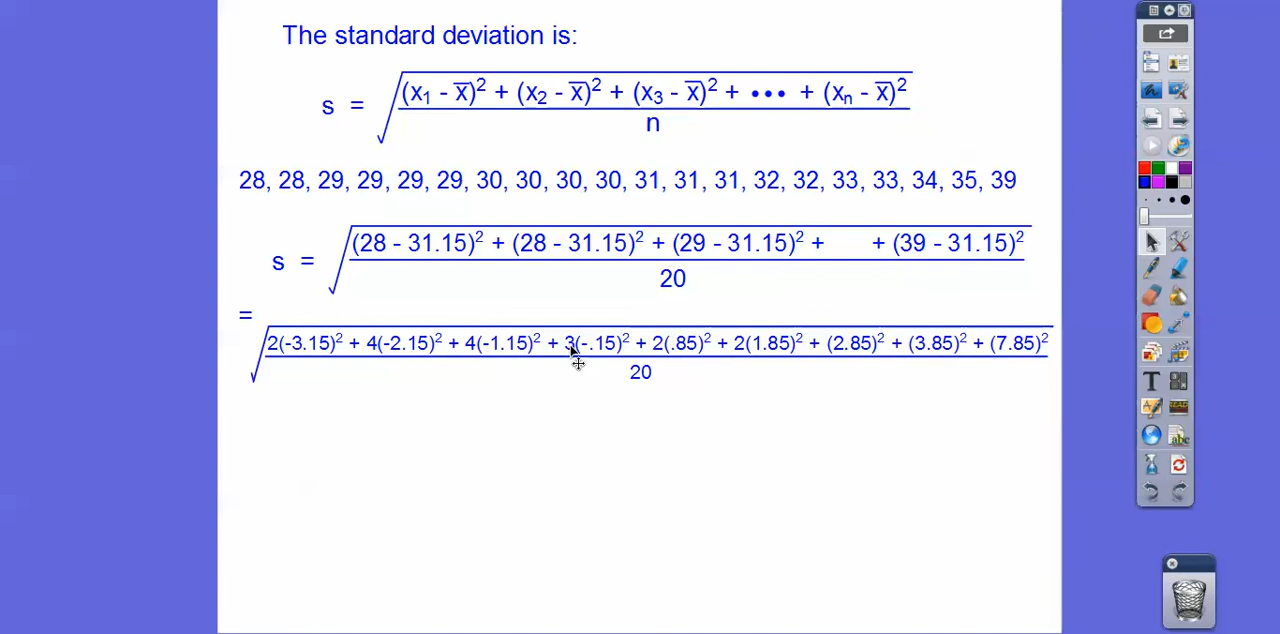 The standard deviation is:
s = √((x₁ - x̅)² + (x₂ - x̅)² + (x₃ - x̅)² + ••• + (xₙ - x̅)²
n
28, 28, 29, 29, 29, 29, 30, 30, 30, 30, 31, 31, 31, 32, 32, 33, 33, 34, 35, 39
s = √(28 - 31.15)² + (28 - 31.15)² + (29 - 31.15)² + + (39 - 31.15)²
20
=
√2(-3.15)² + 4(-2.15)² + 4(-1.15)² + 3(-.15)² + 2(.85)² + 2(1.85)² + (2.85)² + (3.85)² + (7.85)²
20